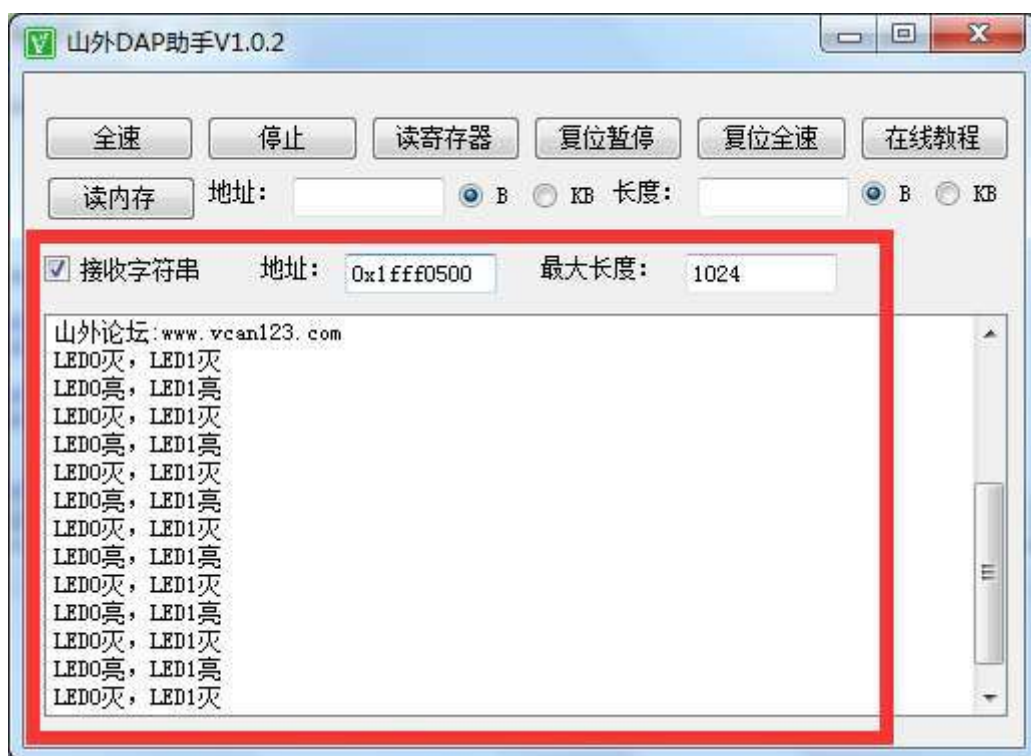 山外DAP助手V1.0.2
全速 停止 读寄存器 复位暂停 复位全速 在线教程
读内存 地址: B KB 长度: B KB
接收字符串 地址: 0x1fff0500 最大长度: 1024
山外论坛:www.vcan123.com
LED0灭，LED1灭
LED0亮，LED1亮
LED0灭，LED1灭
LED0亮，LED1亮
LED0灭，LED1灭
LED0亮，LED1亮
LED0灭，LED1灭
LED0亮，LED1亮
LED0灭，LED1灭
LED0亮，LED1亮
LED0灭，LED1灭
LED0亮，LED1亮
LED0灭，LED1灭